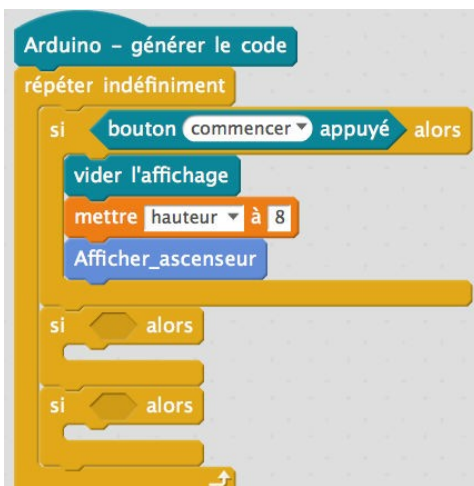 Arduino - générer le code
répéter indéfiniment
si bouton commencer appuyé alors
vider l'affichage
mettre hauteur à 8
Afficher_ascenseur
si alors
si alors